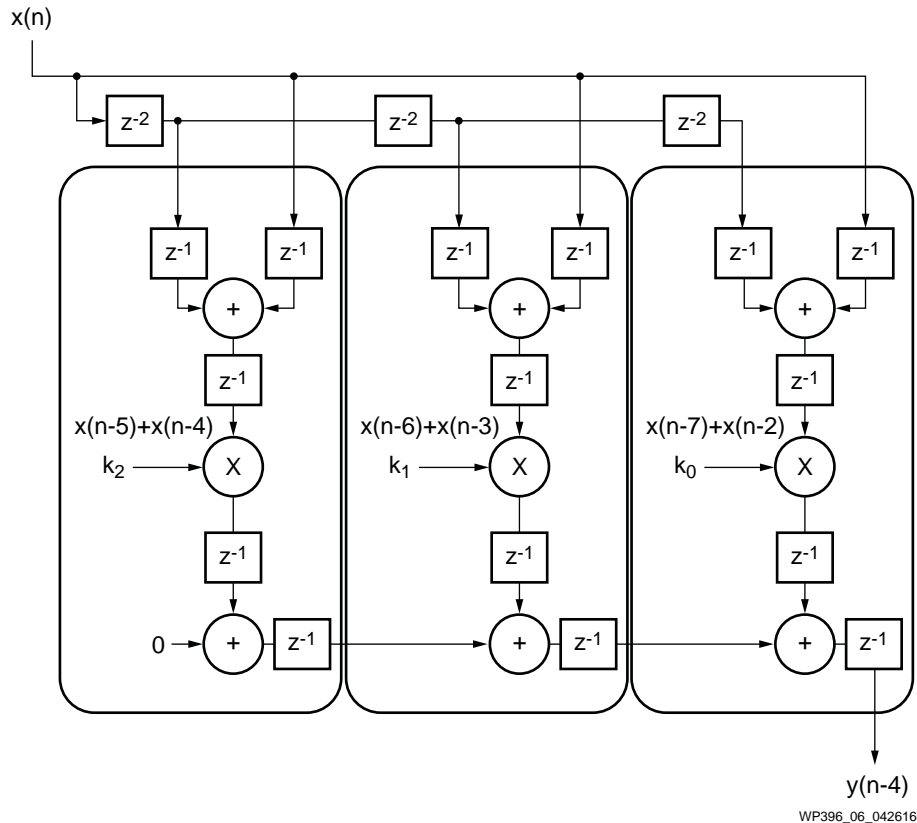 x(n)
z-2 z-2 z-2
z-1 z-1 z-1 z-1 z-1 z-1
+ + +
z-1 z-1 z-1
x(n-5)+x(n-4) x(n-6)+x(n-3) x(n-7)+x(n-2)
k2 X k1 X k0 X
z-1 z-1 z-1
0 + z-1 + z-1 + z-1
y(n-4)
WP396_06_042616